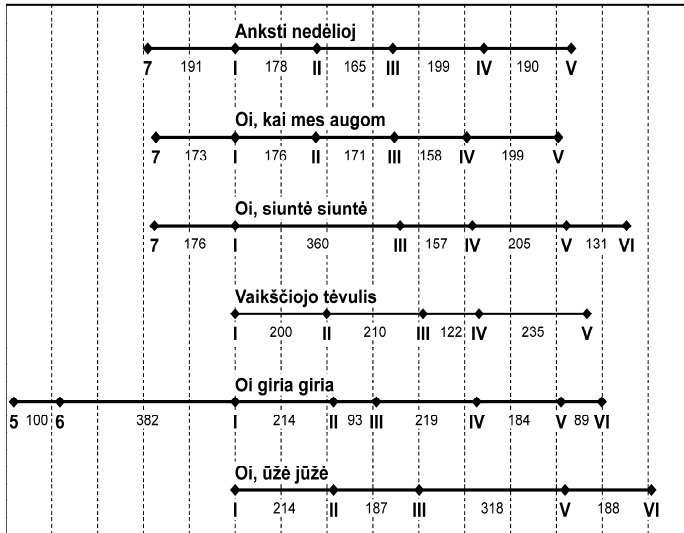 Anksti nedėlioj
191 178 165 199 190
7 I II III IV V
Oi, kai mes augom
173 176 171 158 199
7 I II III IV V
Oi, siuntė siuntė
176 360 157 205 131
7 I III IV V VI
Vaikščiojo tėvulis
200 210 122 235
I II III IV V
Oi giria giria
5 100 6 382 I 214 II 93 III 219 IV 184 V 89 VI
Oi, ūžė jūžė
214 187 318 188
I II III V VI